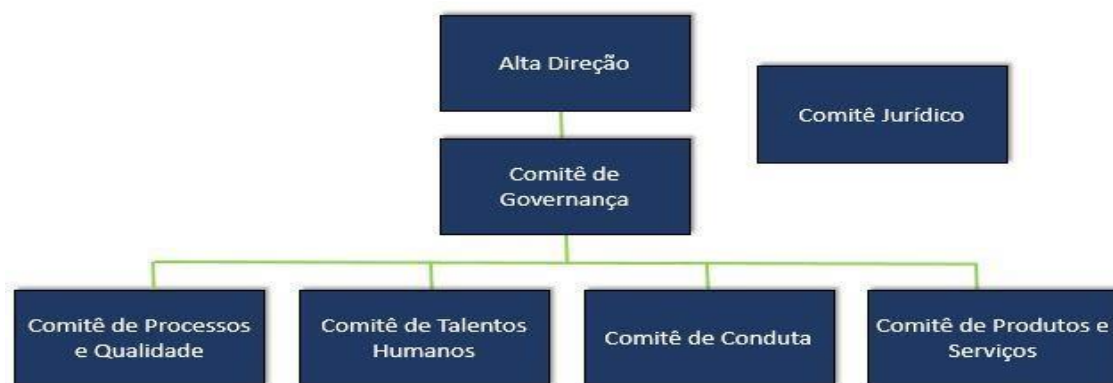 Alta Direção
Comitê Jurídico
Comitê de
Governança
Comitê de Processos
e Qualidade
Comitê de Talentos
Humanos
Comitê de Conduta
Comitê de Produtos e
Serviços